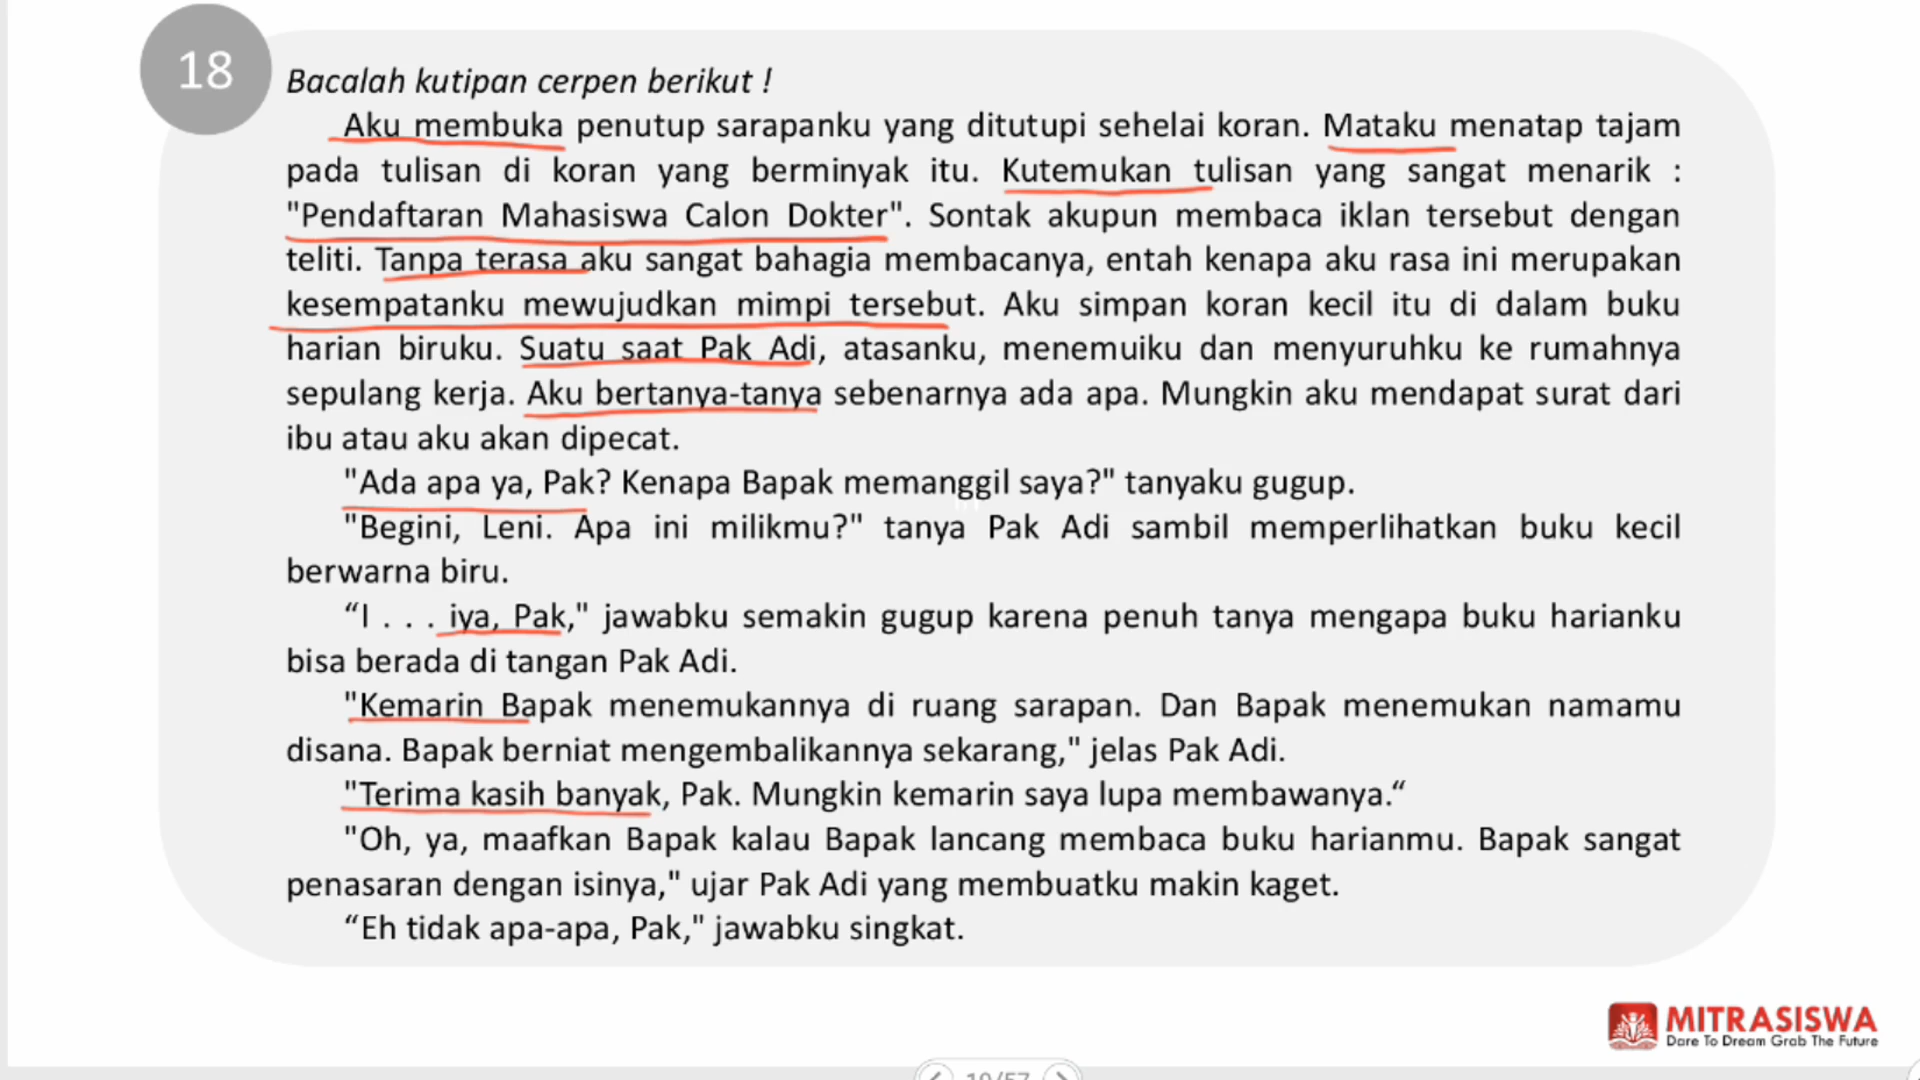 18
Bacalah kutipan cerpen berikut !
Aku membuka penutup sarapanku yang ditutupi sehelai koran. Mataku menatap tajam
pada tulisan di koran yang berminyak itu. Kutemukan tulisan yang sangat menarik :
"Pendaftaran Mahasiswa Calon Dokter". Sontak akupun membaca iklan tersebut dengan
teliti. Tanpa terasa aku sangat bahagia membacanya, entah kenapa aku rasa ini merupakan
kesempatanku mewujudkan mimpi tersebut. Aku simpan koran kecil itu di dalam buku
harian biruku. Suatu saat Pak Adi, atasanku, menemuiku dan menyuruhku ke rumahnya
sepulang kerja. Aku bertanya-tanya sebenarnya ada apa. Mungkin aku mendapat surat dari
ibu atau aku akan dipecat.
"Ada apa ya, Pak? Kenapa Bapak memanggil saya?" tanyaku gugup.
"Begini, Leni. Apa ini milikmu?" tanya Pak Adi sambil memperlihatkan buku kecil
berwarna biru.
“I . . . iya, Pak," jawabku semakin gugup karena penuh tanya mengapa buku harianku
bisa berada di tangan Pak Adi.
"Kemarin Bapak menemukannya di ruang sarapan. Dan Bapak menemukan namamu
disana. Bapak berniat mengembalikannya sekarang," jelas Pak Adi.
"Terima kasih banyak, Pak. Mungkin kemarin saya lupa membawanya.“
"Oh, ya, maafkan Bapak kalau Bapak lancang membaca buku harianmu. Bapak sangat
penasaran dengan isinya," ujar Pak Adi yang membuatku makin kaget.
“Eh tidak apa-apa, Pak," jawabku singkat.
MITRASISWA
Dare To Dream Grab The Future